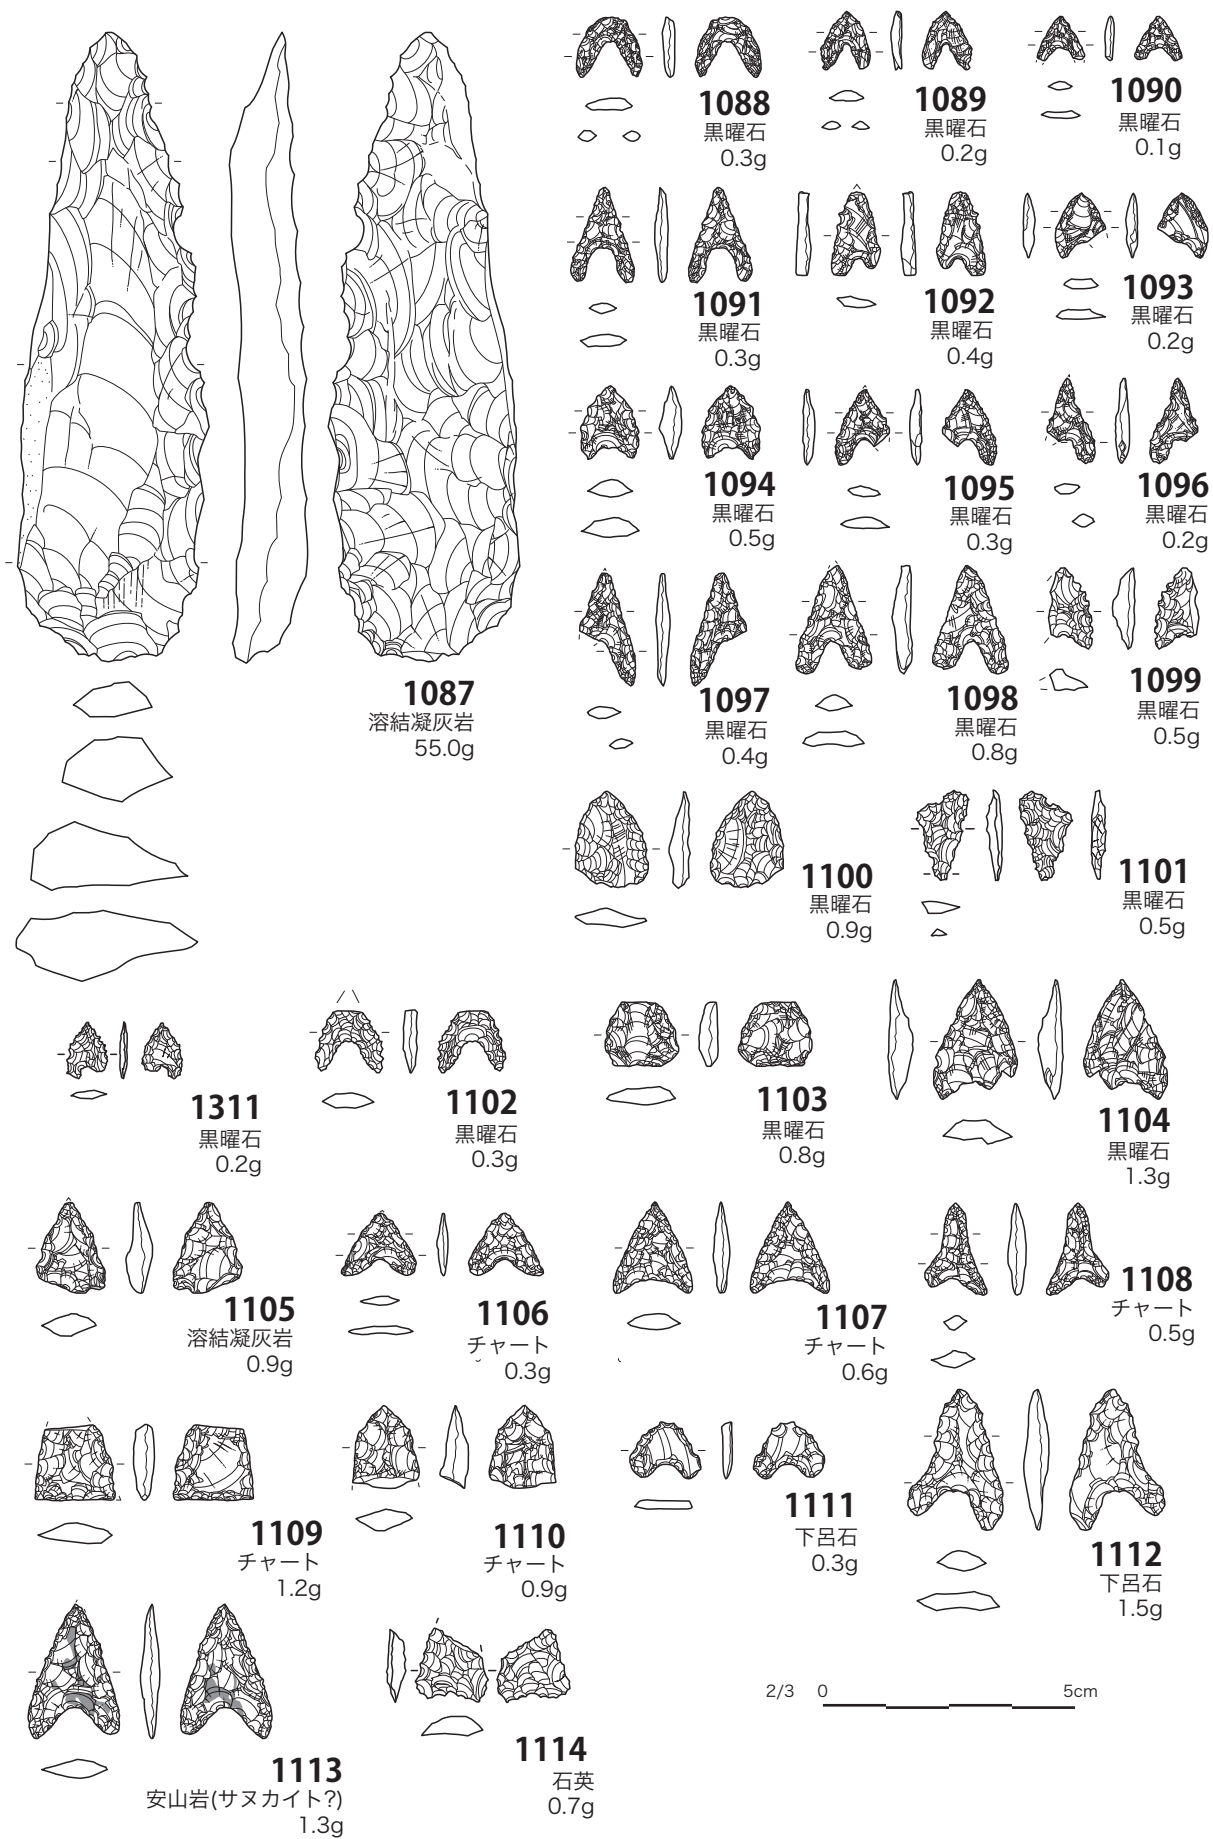 1087
溶結凝灰岩
55.0g
1088
黒曜石
0.3g
1089
黒曜石
0.2g
1090
黒曜石
0.1g
1091
黒曜石
0.3g
1092
黒曜石
0.4g
1093
黒曜石
0.2g
1094
黒曜石
0.5g
1095
黒曜石
0.3g
1096
黒曜石
0.2g
1097
黒曜石
0.4g
1098
黒曜石
0.8g
1099
黒曜石
0.5g
1100
黒曜石
0.9g
1101
黒曜石
0.5g
1311
黒曜石
0.2g
1102
黒曜石
0.3g
1103
黒曜石
0.8g
1104
黒曜石
1.3g
1105
溶結凝灰岩
0.9g
1106
チャート
0.3g
1107
チャート
0.6g
1108
チャート
0.5g
1109
チャート
1.2g
1110
チャート
0.9g
1111
下呂石
0.3g
1112
下呂石
1.5g
1113
安山岩(サヌカイト?)
1.3g
1114
石英
0.7g
2/3 0 5cm